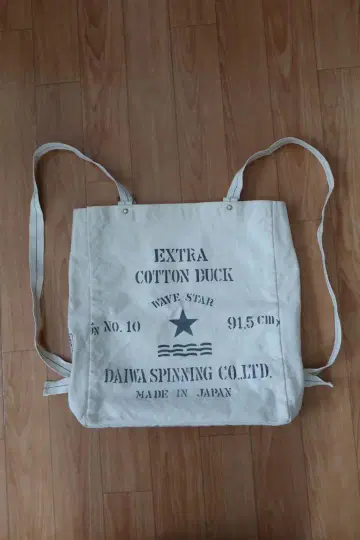 EXTRA
COTTON DUCK
WAVE STAR
No. 10 91.5 cm
DAIWA SPINNING CO., LTD.
MADE IN JAPAN